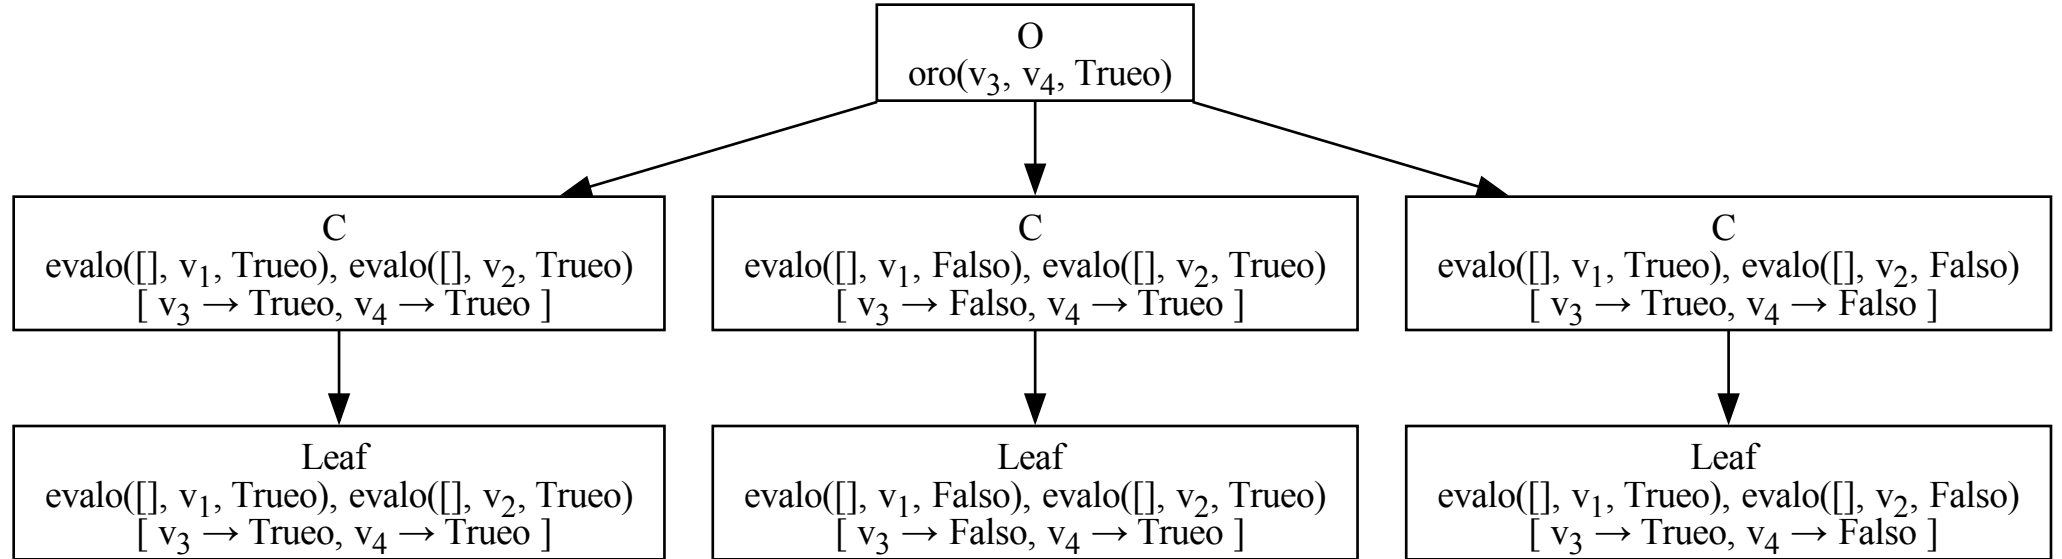 O
oro(v₃, v₄, Trueo)
C
evalo([], v₁, Trueo), evalo([], v₂, Trueo)
[ v₃ → Trueo, v₄ → Trueo ]
C
evalo([], v₁, Falso), evalo([], v₂, Trueo)
[ v₃ → Falso, v₄ → Trueo ]
C
evalo([], v₁, Trueo), evalo([], v₂, Falso)
[ v₃ → Trueo, v₄ → Falso ]
Leaf
evalo([], v₁, Trueo), evalo([], v₂, Trueo)
[ v₃ → Trueo, v₄ → Trueo ]
Leaf
evalo([], v₁, Falso), evalo([], v₂, Trueo)
[ v₃ → Falso, v₄ → Trueo ]
Leaf
evalo([], v₁, Trueo), evalo([], v₂, Falso)
[ v₃ → Trueo, v₄ → Falso ]